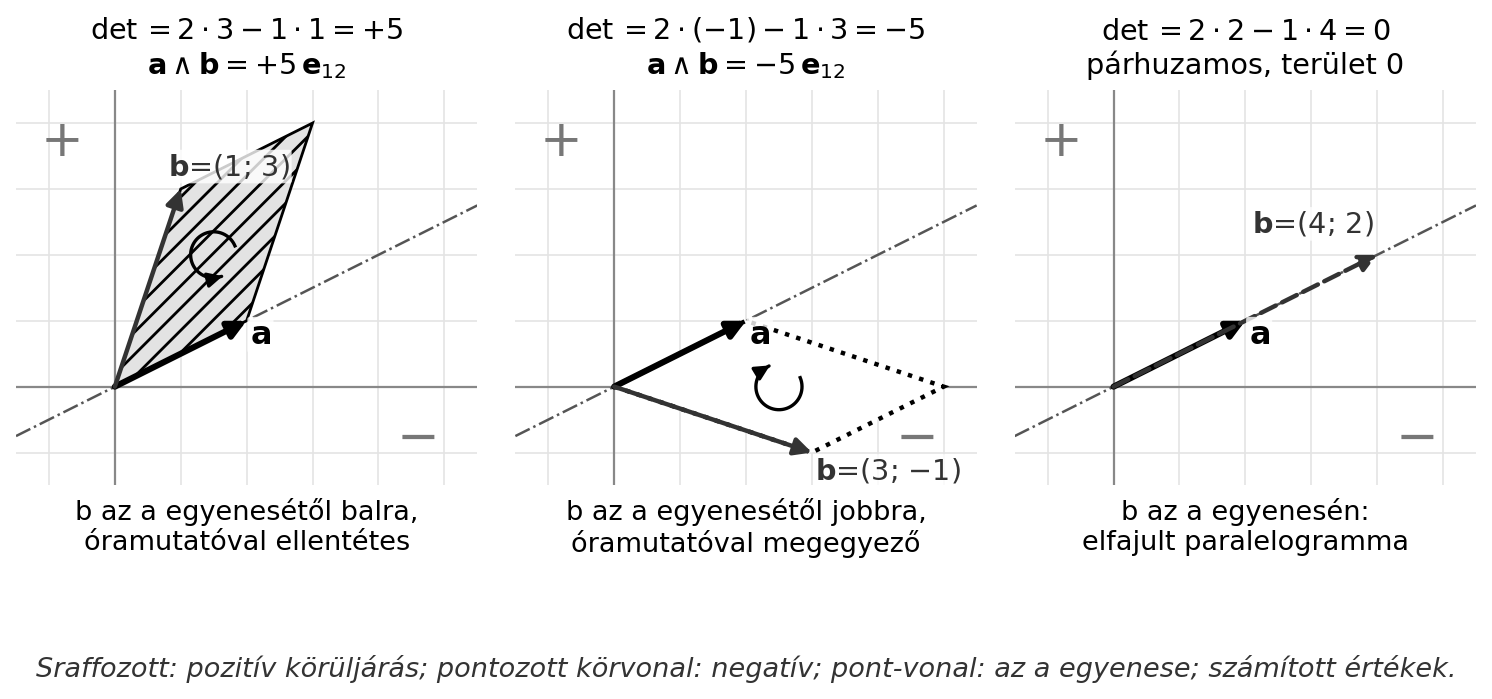 det = 2 · 3 − 1 · 1 = +5
a ∧ b = +5 e₁₂
+
b=(1; 3)
a
−
b az a egyenesétől balra,
óramutatóval ellentétes
det = 2 · (−1) − 1 · 3 = −5
a ∧ b = −5 e₁₂
+
a
−
b=(3; −1)
b az a egyenesétől jobbra,
óramutatóval megegyező
det = 2 · 2 − 1 · 4 = 0
párhuzamos, terület 0
+
b=(4; 2)
a
−
b az a egyenesén:
elfajult paralelogramma
Sraffozott: pozitív körüljárás; pontozott körvonal: negatív; pont-vonal: az a egyenese; számított értékek.